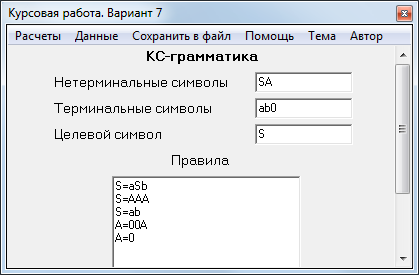 Курсовая работа. Вариант 7
Расчеты Данные Сохранить в файл Помощь Тема Автор
КС-грамматика
Нетерминальные символы SA
Терминальные символы ab0
Целевой символ S
Правила
S=aSb
S=AAA
S=ab
A=00A
A=0